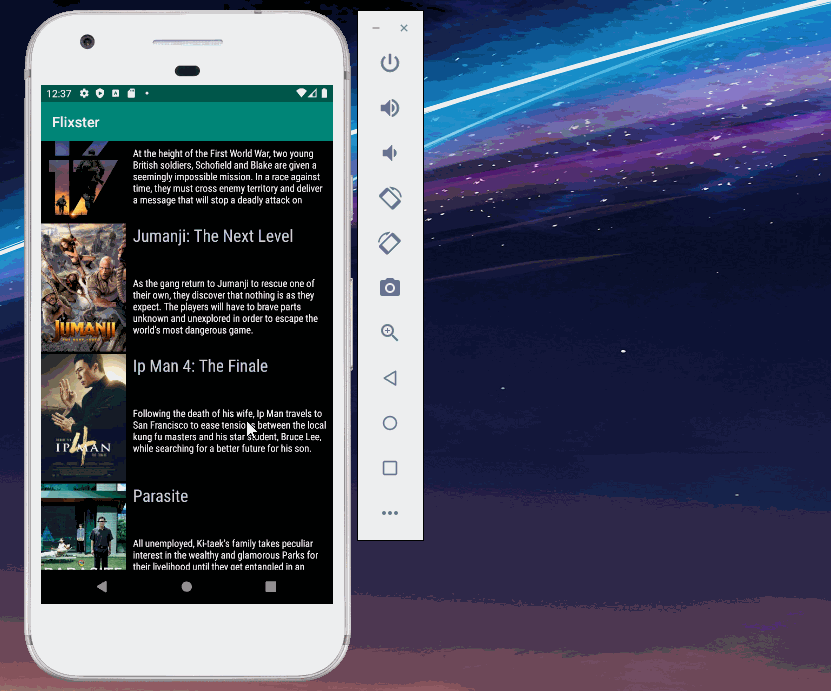 12:37
Flixster
17
At the height of the First World War, two young
British soldiers, Schofield and Blake are given a
seemingly impossible mission. In a race against
time, they must cross enemy territory and deliver
a message that will stop a deadly attack on
Jumanji: The Next Level
As the gang return to Jumanji to rescue one of
their own, they discover that nothing is as they
expect. The players will have to brave parts
unknown and unexplored in order to escape the
world's most dangerous game.
JUMANJI
Ip Man 4: The Finale
Following the death of his wife, Ip Man travels to
San Francisco to ease tensions between the local
kung fu masters and his star student, Bruce Lee,
while searching for a better future for his son.
IP MAN
4
Parasite
All unemployed, Ki-taek's family takes peculiar
interest in the wealthy and glamorous Parks for
their livelihood until they get entangled in an
PARASITE